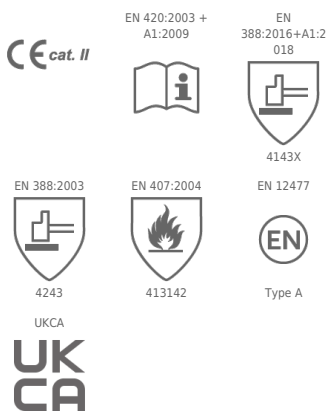 CE cat. II
EN 420:2003 +
A1:2009
i
EN
388:2016+A1:2
018
4143X
EN 388:2003
4243
EN 407:2004
413142
EN 12477
EN
Type A
UKCA
UK
CA